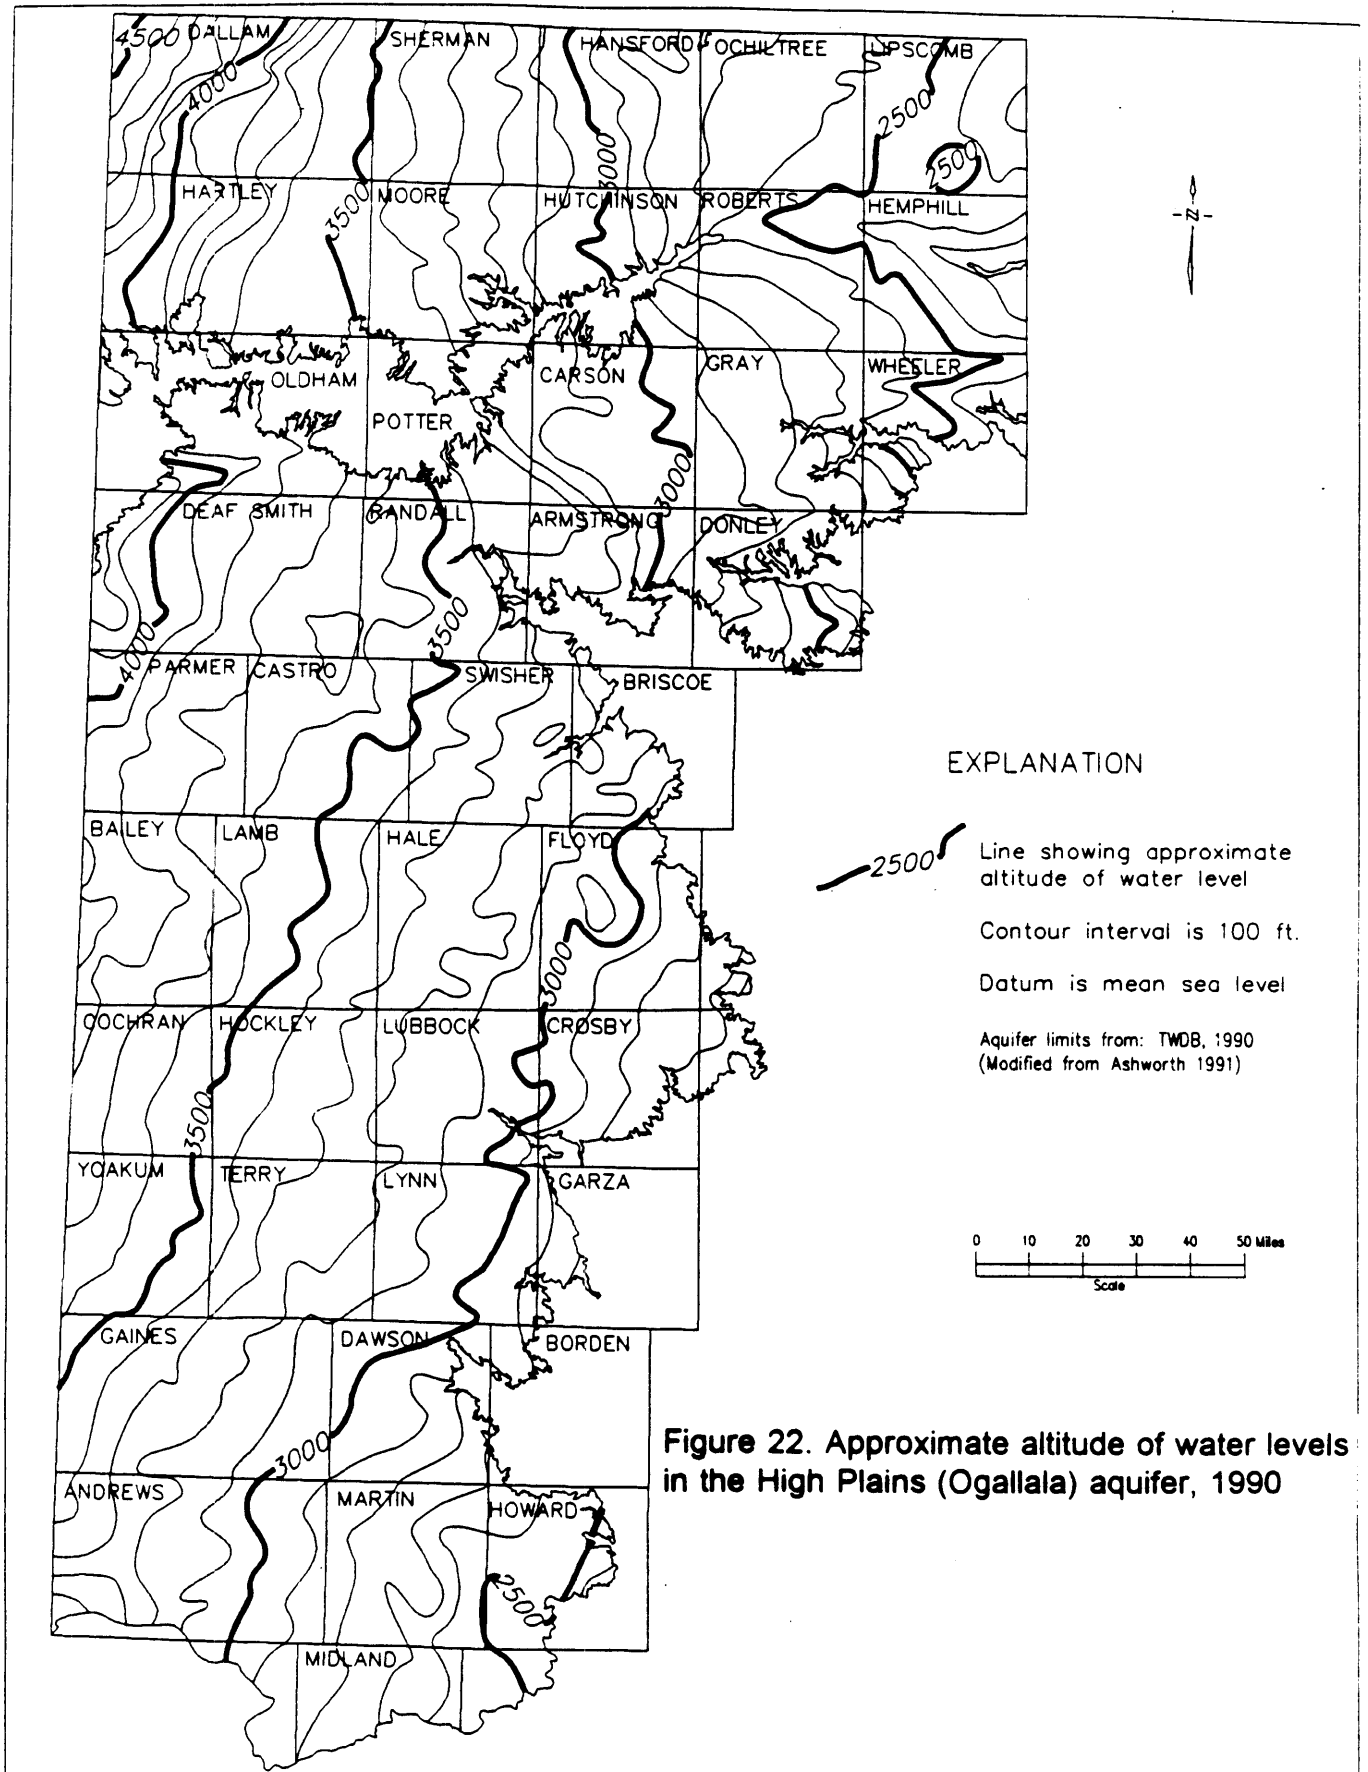 4500 DALLAM SHERMAN HANSFORD OCHILTREE LIPSCOMB
4000
2500
3000
2500
HARTLEY MOORE HUTCHINSON ROBERTS HEMPHILL
3500
-N-
OLDHAM CARSON GRAY WHEELER
POTTER
3000
DEAF SMITH RANDALL ARMSTRONG DONLEY
3500
4000
PARMER CASTRO SWISHER BRISCOE
EXPLANATION
BAILEY LAMB HALE FLOYD
2500
Line showing approximate
altitude of water level
Contour interval is 100 ft.
3000
Datum is mean sea level
COCHRAN HOCKLEY LUBBOCK CROSBY
Aquifer limits from: TWDB, 1990
(Modified from Ashworth 1991)
3500
YOAKUM TERRY LYNN GARZA
0 10 20 30 40 50 Miles
Scale
GAINES DAWSON BORDEN
3000
Figure 22. Approximate altitude of water levels
in the High Plains (Ogallala) aquifer, 1990
ANDREWS MARTIN HOWARD
2500
MIDLAND